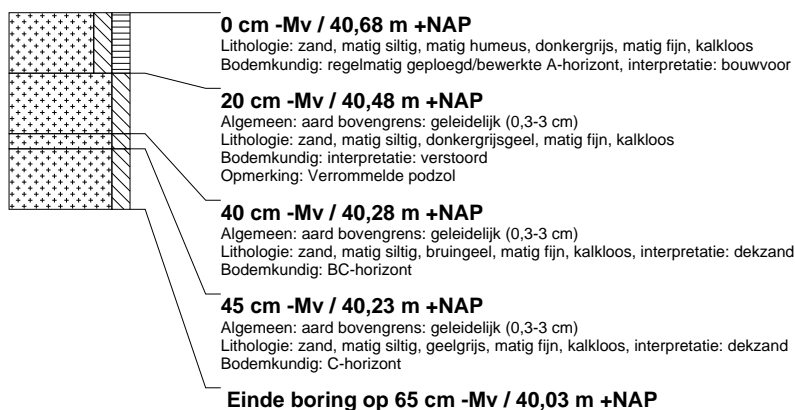 0 cm -Mv / 40,68 m +NAP
Lithologie: zand, matig siltig, matig humeus, donkergrijs, matig fijn, kalkloos
Bodemkundig: regelmatig geploegd/bewerkte A-horizont, interpretatie: bouwvoor
20 cm -Mv / 40,48 m +NAP
Algemeen: aard bovengrens: geleidelijk (0,3-3 cm)
Lithologie: zand, matig siltig, donkergrijsgeel, matig fijn, kalkloos
Bodemkundig: interpretatie: verstoord
Opmerking: Verrommelde podzol
40 cm -Mv / 40,28 m +NAP
Algemeen: aard bovengrens: geleidelijk (0,3-3 cm)
Lithologie: zand, matig siltig, bruingeel, matig fijn, kalkloos, interpretatie: dekzand
Bodemkundig: BC-horizont
45 cm -Mv / 40,23 m +NAP
Algemeen: aard bovengrens: geleidelijk (0,3-3 cm)
Lithologie: zand, matig siltig, geelgrijs, matig fijn, kalkloos, interpretatie: dekzand
Bodemkundig: C-horizont
Einde boring op 65 cm -Mv / 40,03 m +NAP